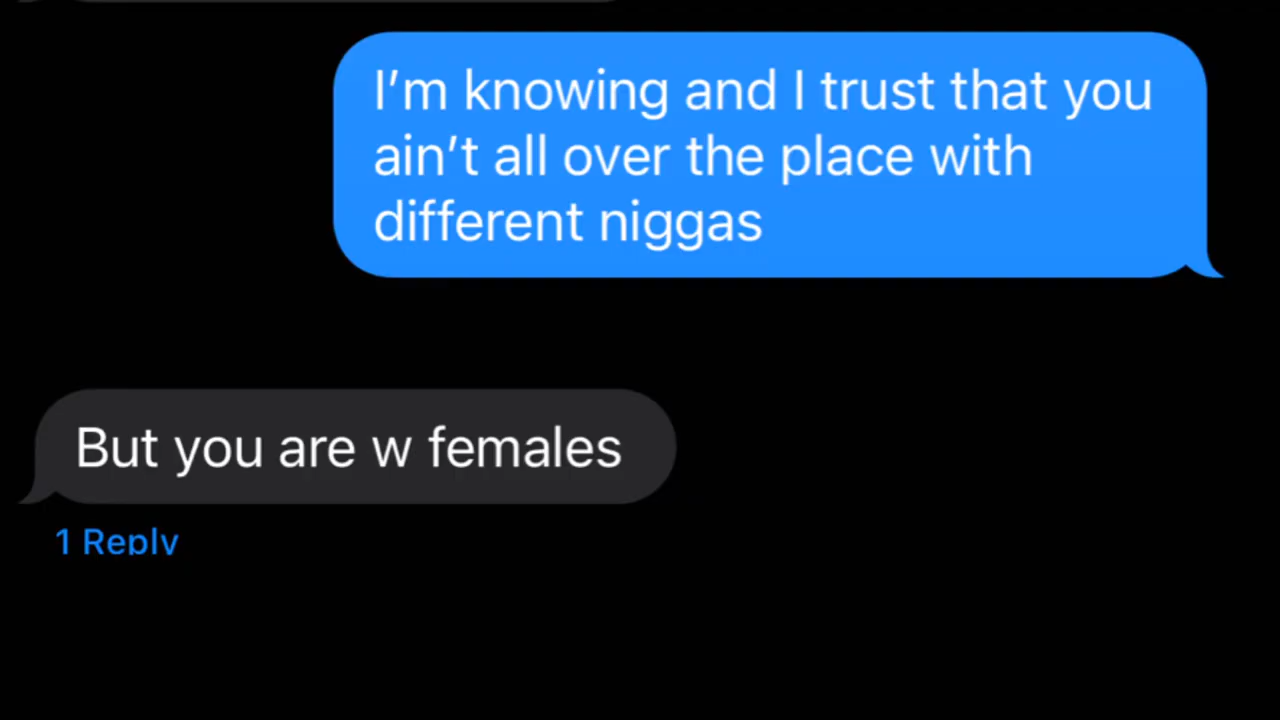 I'm knowing and I trust that you
ain't all over the place with
different niggas
But you are w females
1 Reply